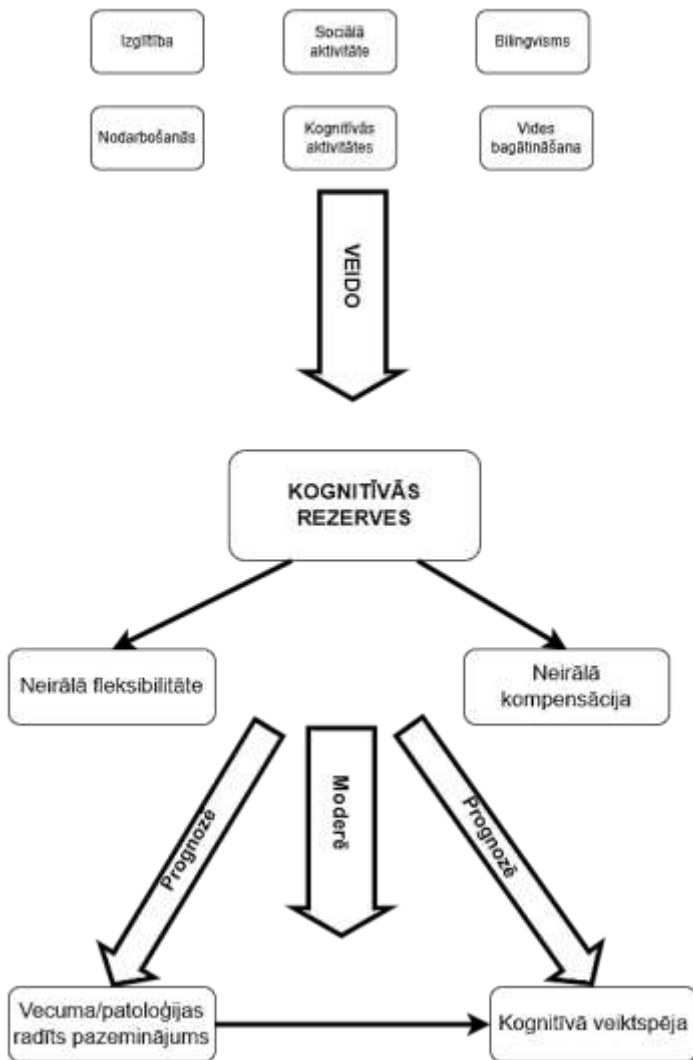 Izglītība
Sociālā
aktivitāte
Bilingvisms
Nodarbošanās
Kognitīvās
aktivitātes
Vides
bagātināšana
VEIDO
KOGNITĪVĀS
REZERVES
Neirālā fleksibilitāte
Neirālā
kompensācija
Prognozē
Moderē
Prognozē
Vecuma/patoloģijas
radīts pazeminājums
Kognitīvā veiktspēja